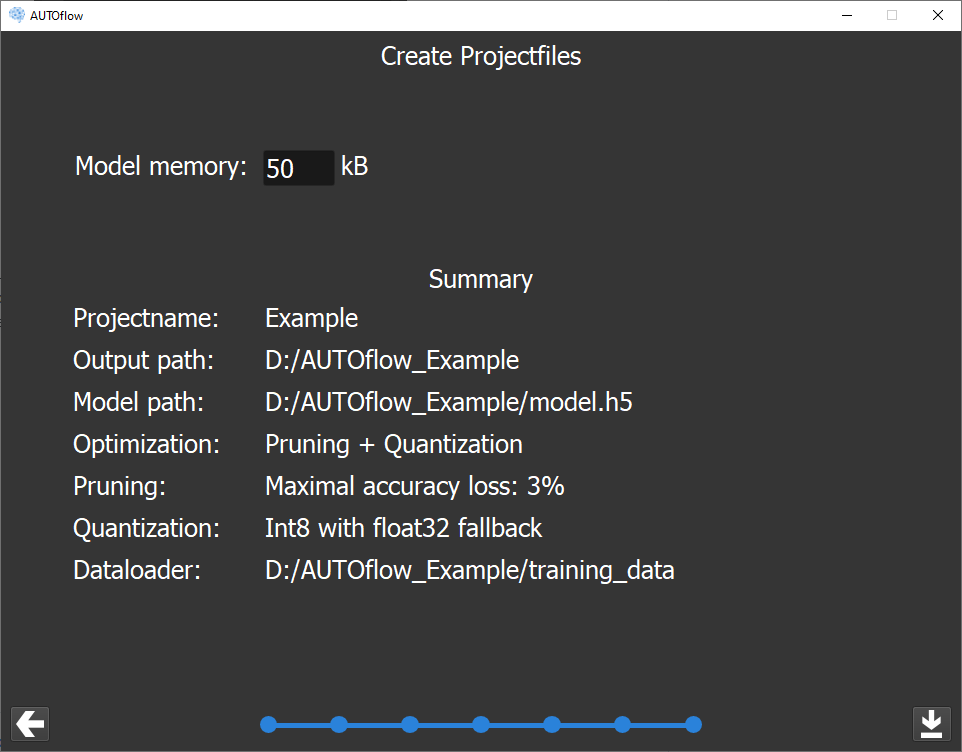 AUTOflow
Create Projectfiles
Model memory: 50 kB
Summary
Projectname: Example
Output path: D:/AUTOflow_Example
Model path: D:/AUTOflow_Example/model.h5
Optimization: Pruning + Quantization
Pruning: Maximal accuracy loss: 3%
Quantization: Int8 with float32 fallback
Dataloader: D:/AUTOflow_Example/training_data